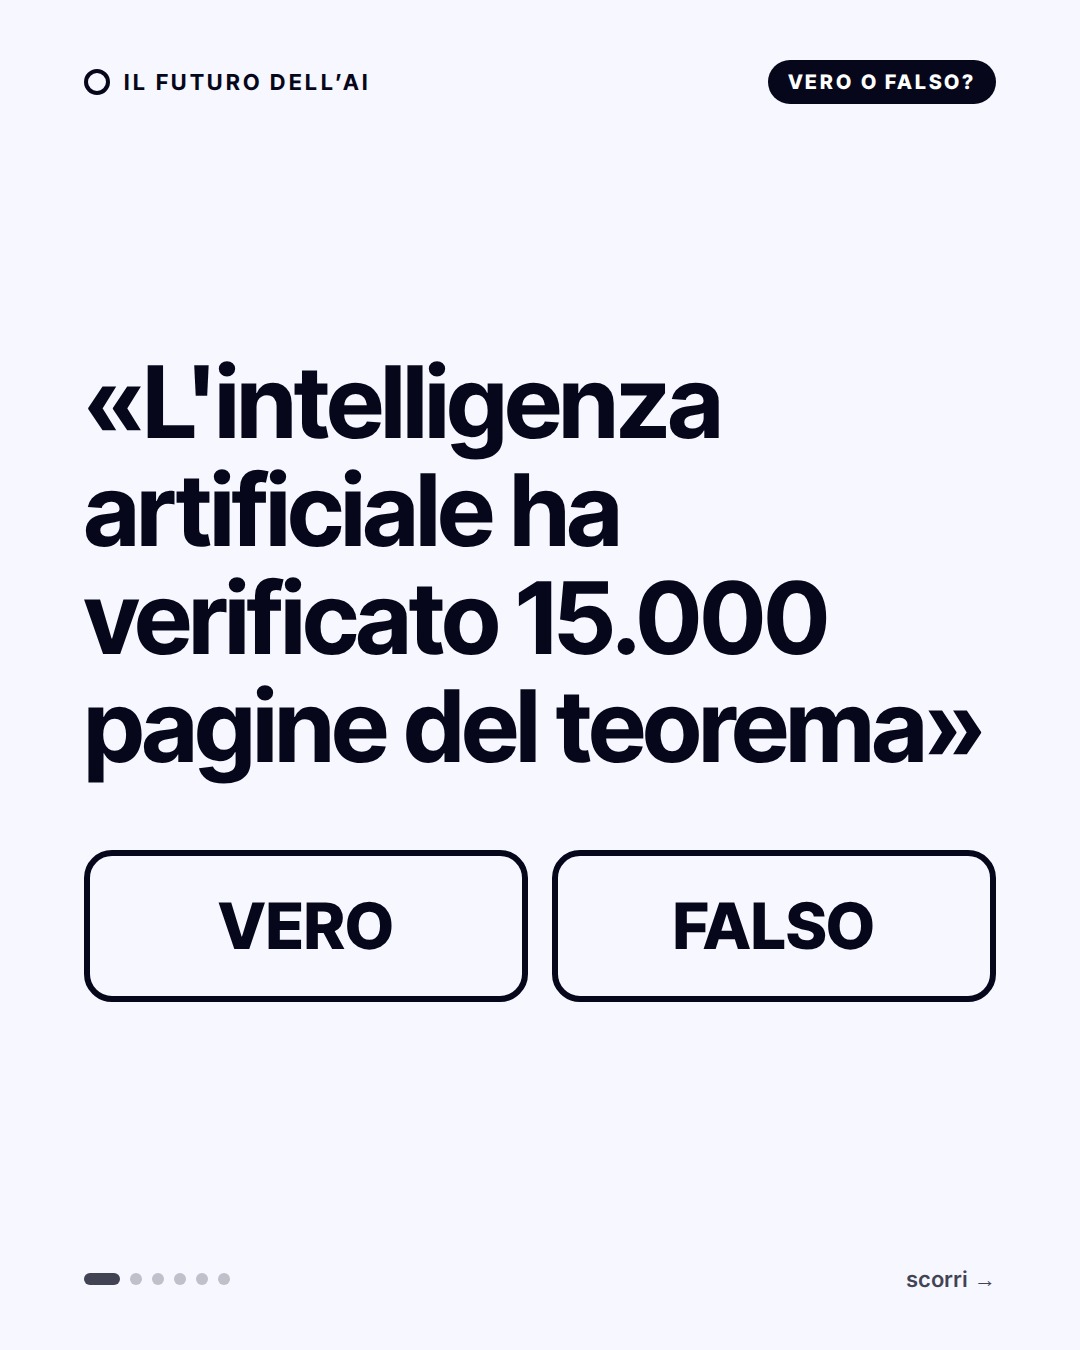 IL FUTURO DELL’AI
VERO O FALSO?
«L'intelligenza
artificiale ha
verificato 15.000
pagine del teorema»
VERO
FALSO
scorri →